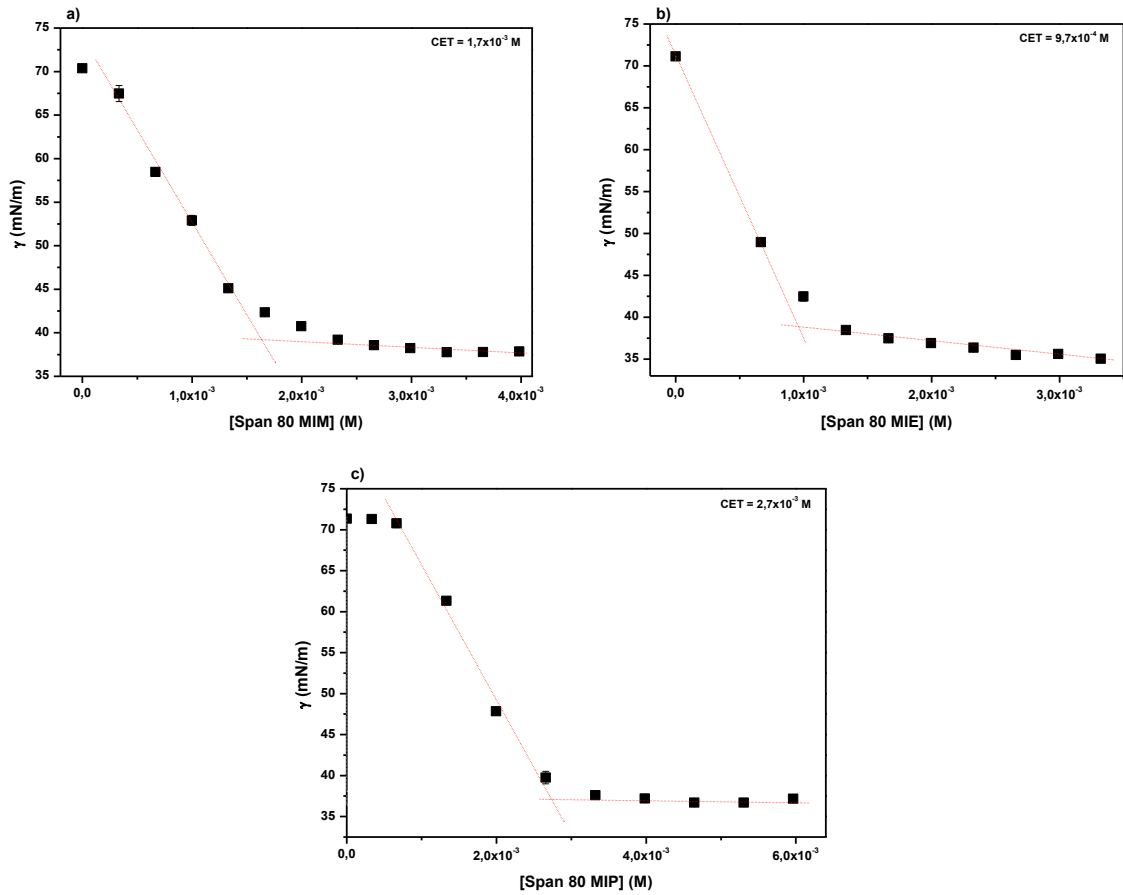 a)
CET = 1,7x10⁻³ M
75
70
65
60
55
50
45
40
35
γ (mN/m)
0,0
1,0x10⁻³
2,0x10⁻³
3,0x10⁻³
4,0x10⁻³
[Span 80 MIM] (M)
b)
CET = 9,7x10⁻⁴ M
75
70
65
60
55
50
45
40
35
γ (mN/m)
0,0
1,0x10⁻³
2,0x10⁻³
3,0x10⁻³
[Span 80 MIE] (M)
c)
CET = 2,7x10⁻³ M
75
70
65
60
55
50
45
40
35
γ (mN/m)
0,0
2,0x10⁻³
4,0x10⁻³
6,0x10⁻³
[Span 80 MIP] (M)